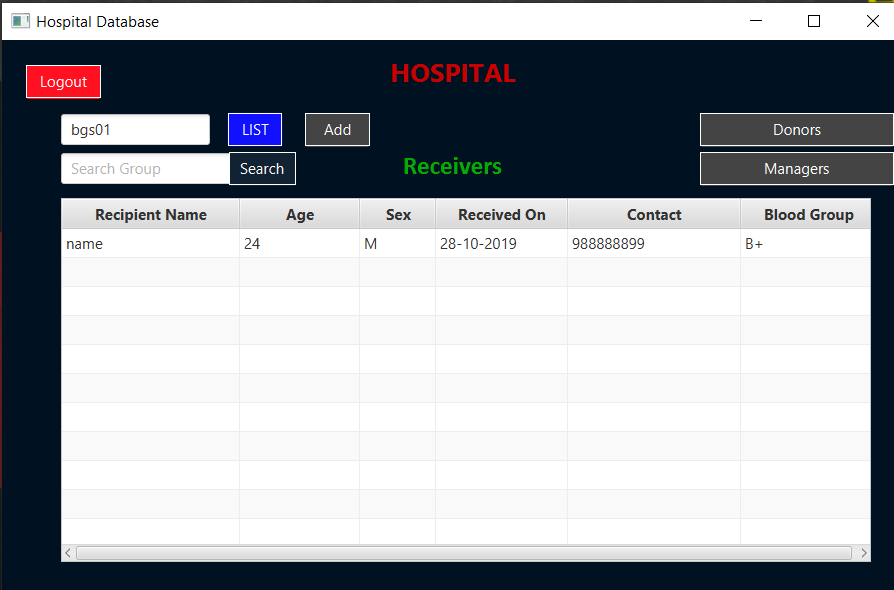 Hospital Database
Logout
HOSPITAL
bgs01 LIST Add Donors
Search Group Search Receivers Managers
Recipient Name Age Sex Received On Contact Blood Group
name 24 M 28-10-2019 988888899 B+